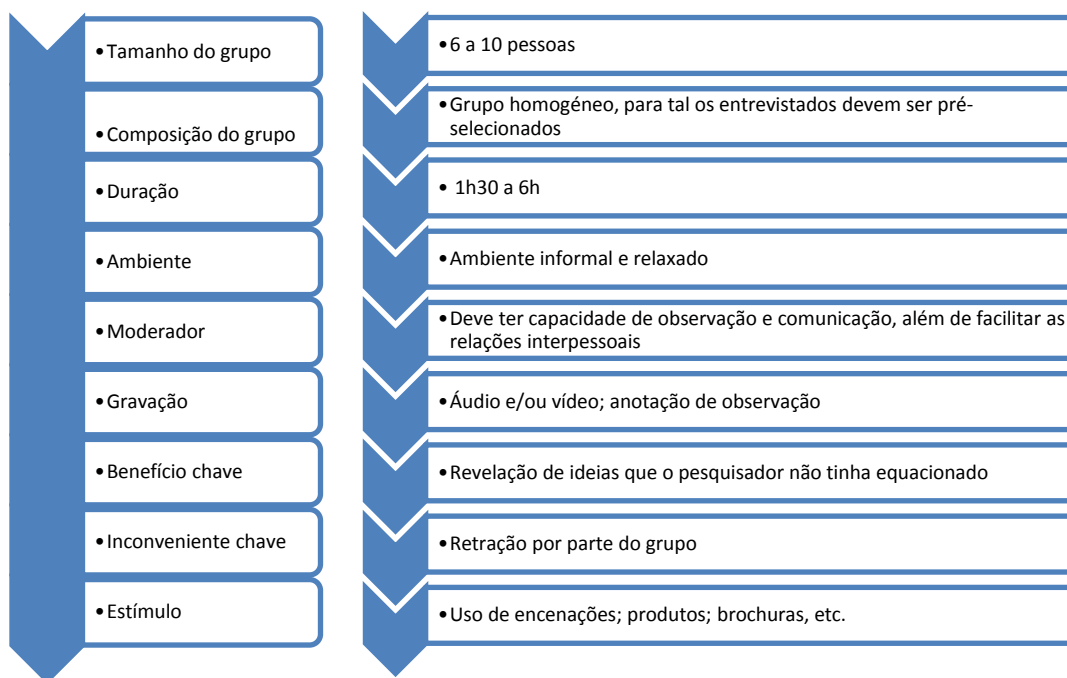 •Tamanho do grupo
•6 a 10 pessoas
•Composição do grupo
•Grupo homogéneo, para tal os entrevistados devem ser pré-
selecionados
•Duração
• 1h30 a 6h
•Ambiente
•Ambiente informal e relaxado
•Moderador
•Deve ter capacidade de observação e comunicação, além de facilitar as
relações interpessoais
•Gravação
•Áudio e/ou vídeo; anotação de observação
•Benefício chave
•Revelação de ideias que o pesquisador não tinha equacionado
•Inconveniente chave
•Retração por parte do grupo
•Estímulo
•Uso de encenações; produtos; brochuras, etc.